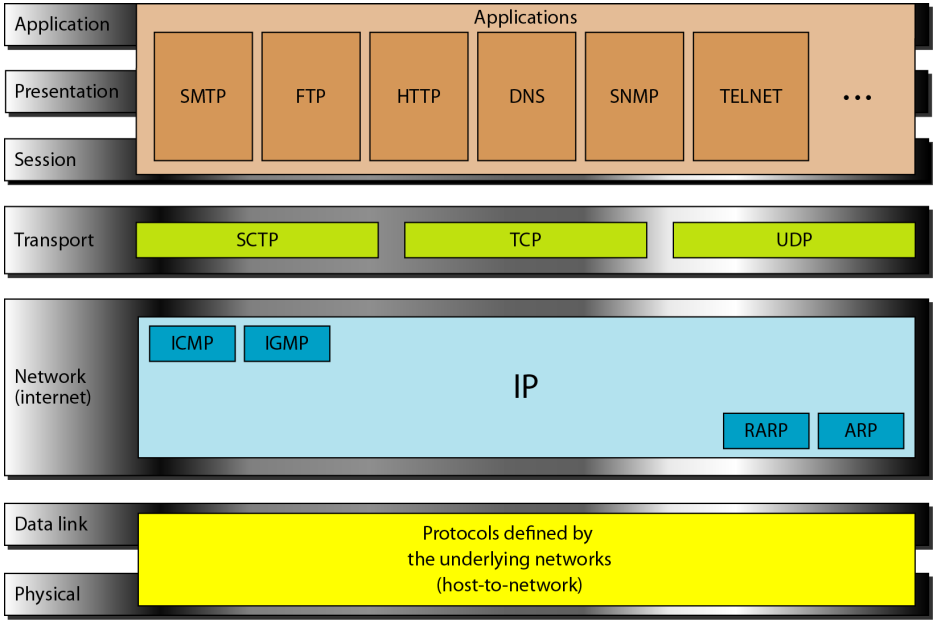 Application
Applications
Presentation
SMTP
FTP
HTTP
DNS
SNMP
TELNET
...
Session
Transport
SCTP
TCP
UDP
Network
(internet)
ICMP
IGMP
IP
RARP
ARP
Data link
Physical
Protocols defined by
the underlying networks
(host-to-network)